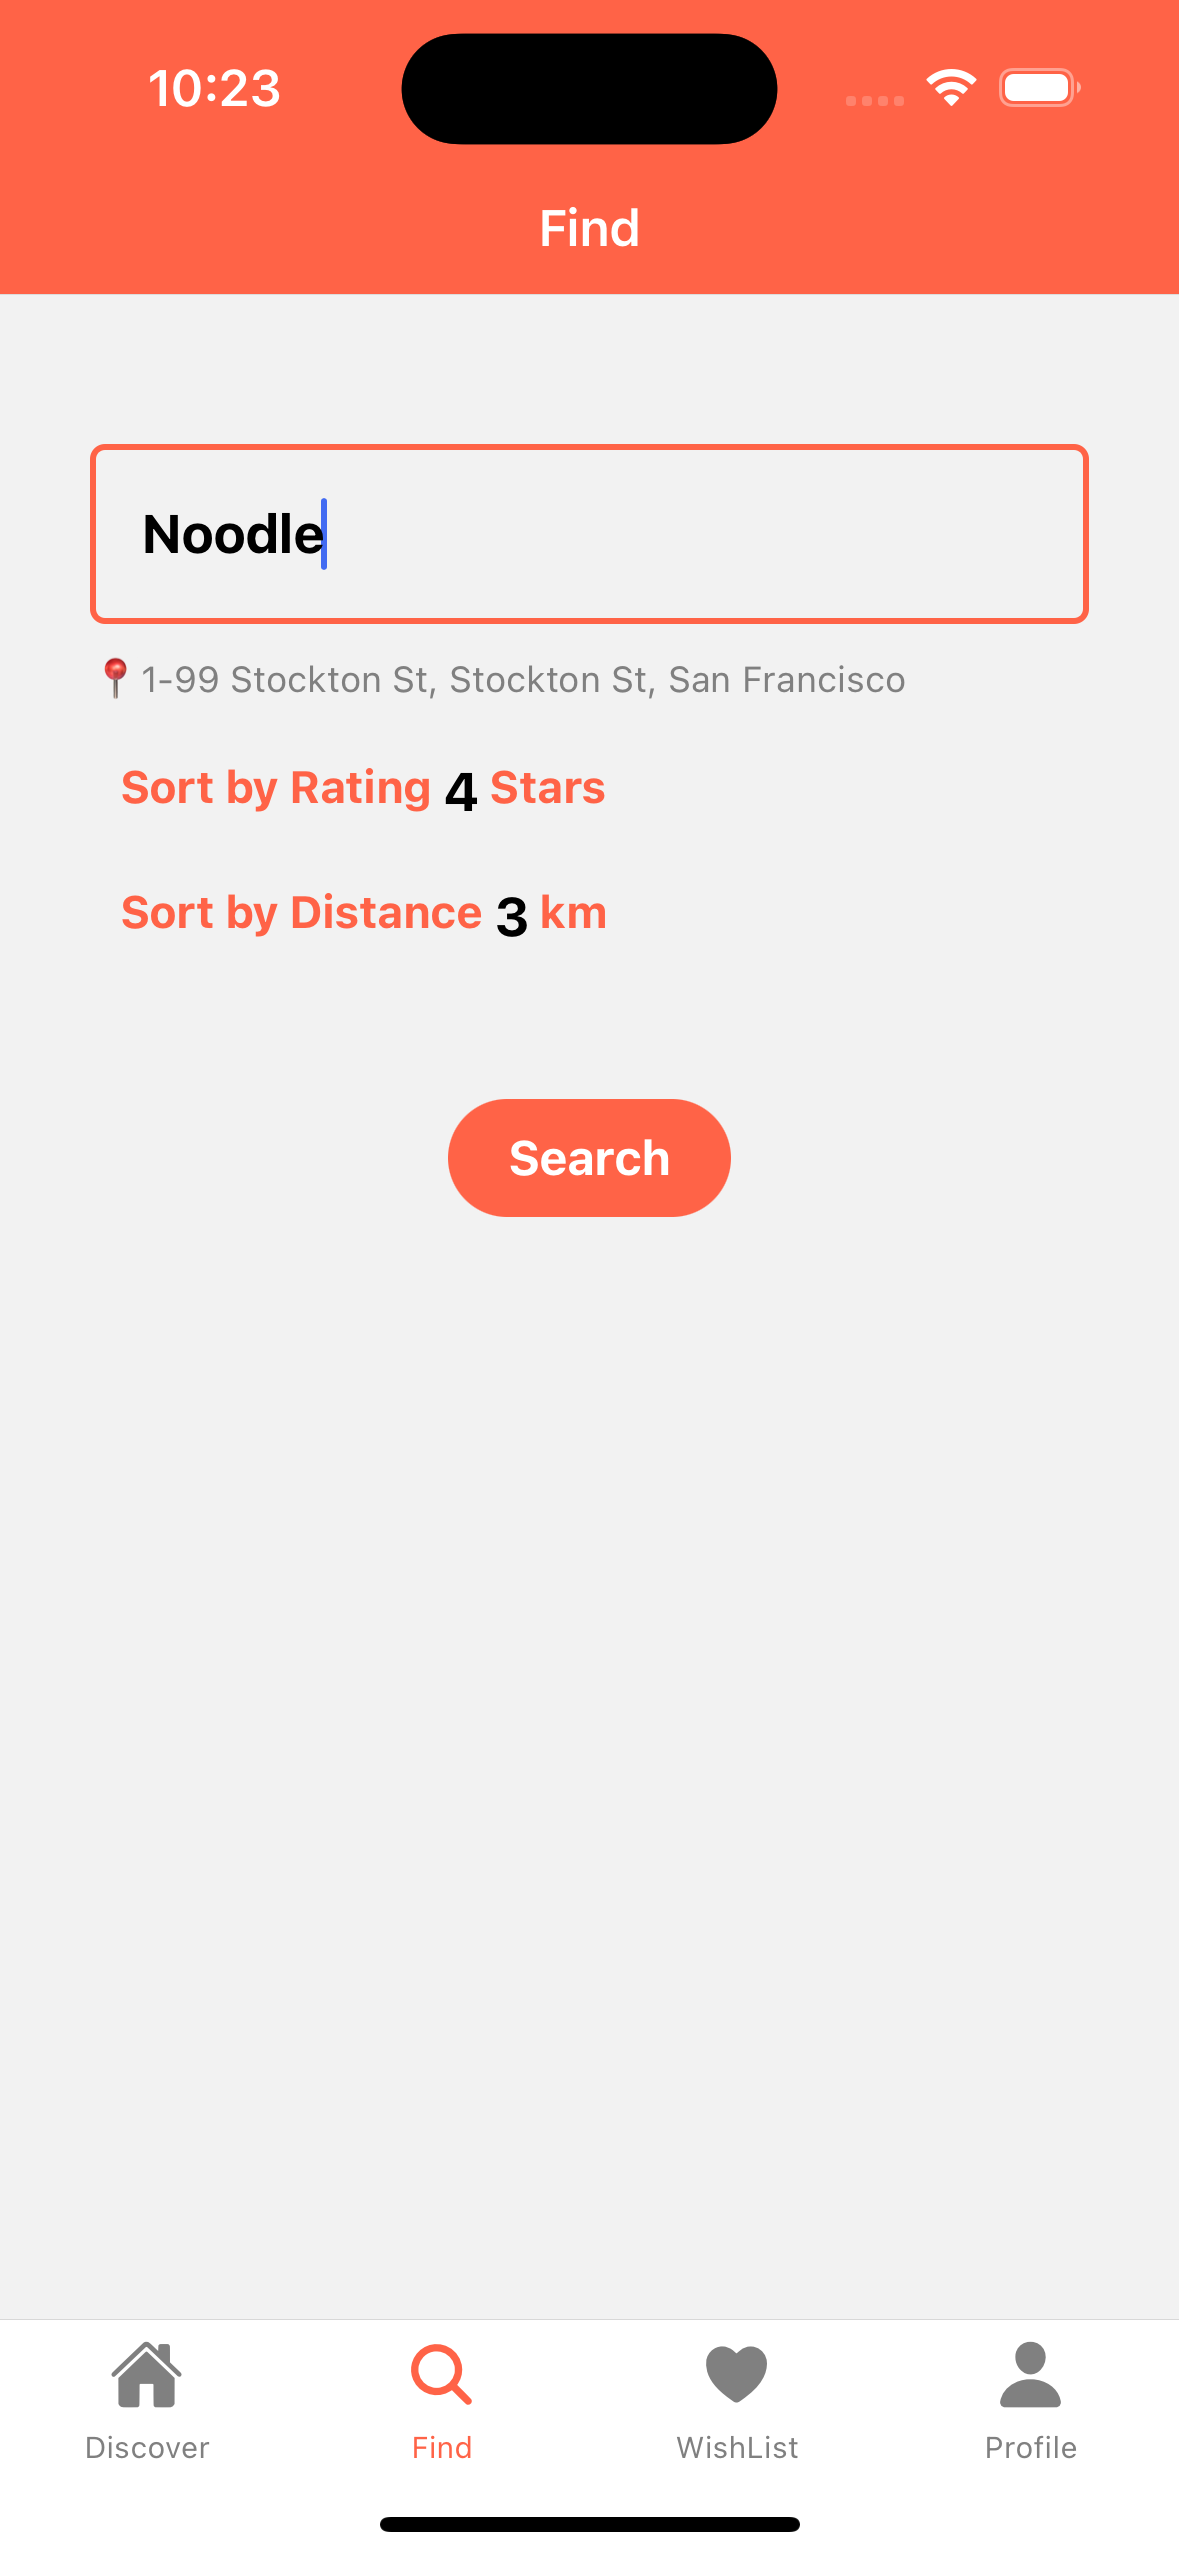 10:23
Find
Noodle
1-99 Stockton St, Stockton St, San Francisco
Sort by Rating 4 Stars
Sort by Distance 3 km
Search
Discover Find WishList Profile